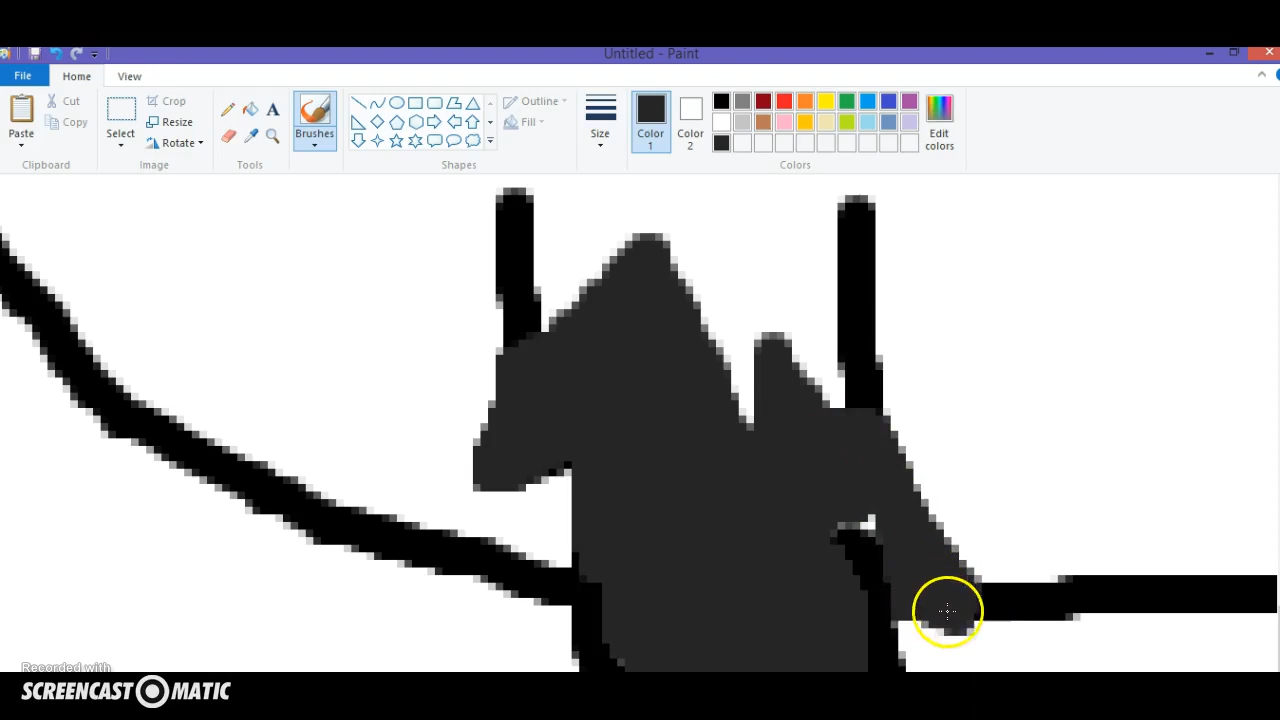 Untitled - Paint
File Home View
Cut Crop Outline
Copy Resize Fill
Paste Select Rotate Brushes Size Color 1 Color 2 Edit colors
A
Clipboard Image Tools Shapes Colors
Recorded with
SCREENCAST O MATIC